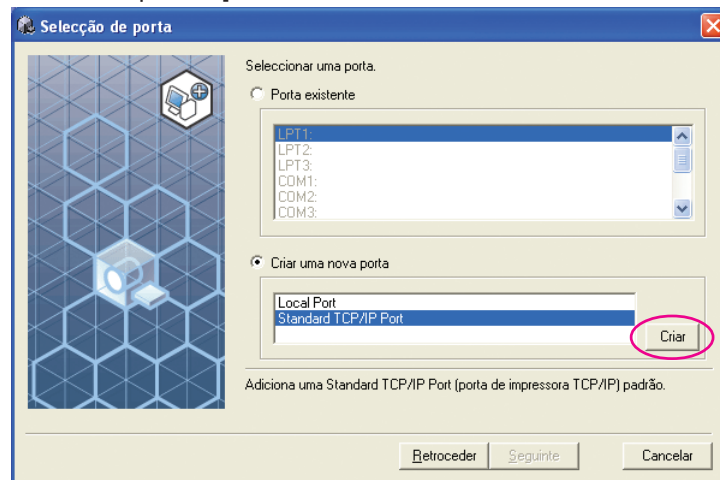 Selecção de porta
Seleccionar uma porta.
Porta existente
LPT1:
LPT2:
LPT3:
COM1:
COM2:
COM3:
Criar uma nova porta
Local Port
Standard TCP/IP Port
Criar
Adiciona uma Standard TCP/IP Port (porta de impressora TCP/IP) padrão.
Retroceder Seguinte Cancelar